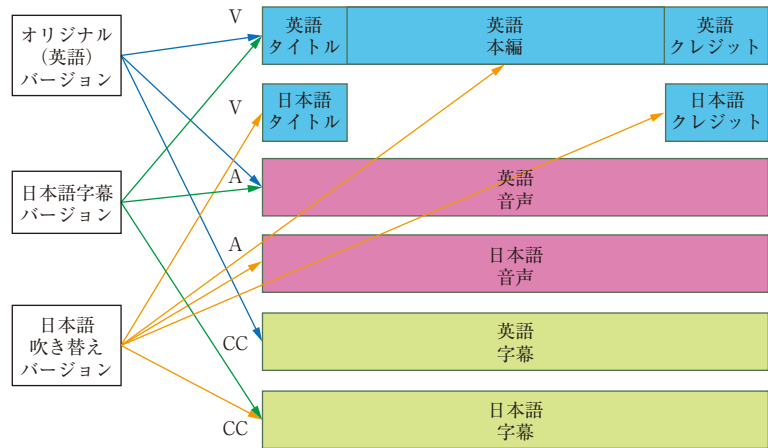 オリジナル
（英語）
バージョン
日本語字幕
バージョン
日本語
吹き替え
バージョン
V
英語
タイトル
英語
本編
英語
クレジット
V
日本語
タイトル
日本語
クレジット
A
英語
音声
A
日本語
音声
CC
英語
字幕
CC
日本語
字幕